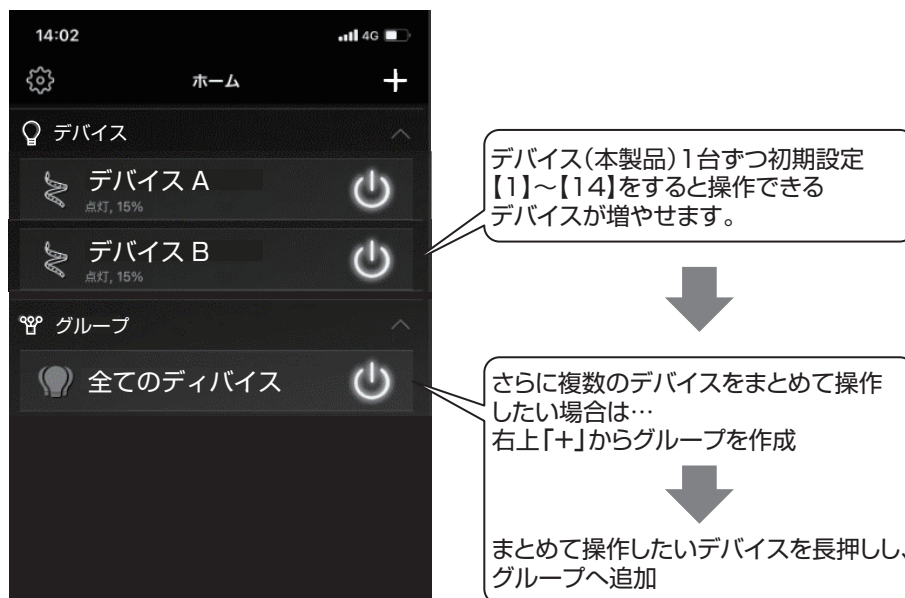 14:02
4G
ホーム
+
デバイス
デバイス A
点灯, 15%
デバイス B
点灯, 15%
グループ
全てのディバイス
デバイス(本製品)1台ずつ初期設定
【1】~【14】をすると操作できる
デバイスが増やせます。
さらに複数のデバイスをまとめて操作
したい場合は…
右上「+」からグループを作成
まとめて操作したいデバイスを長押しし、
グループへ追加